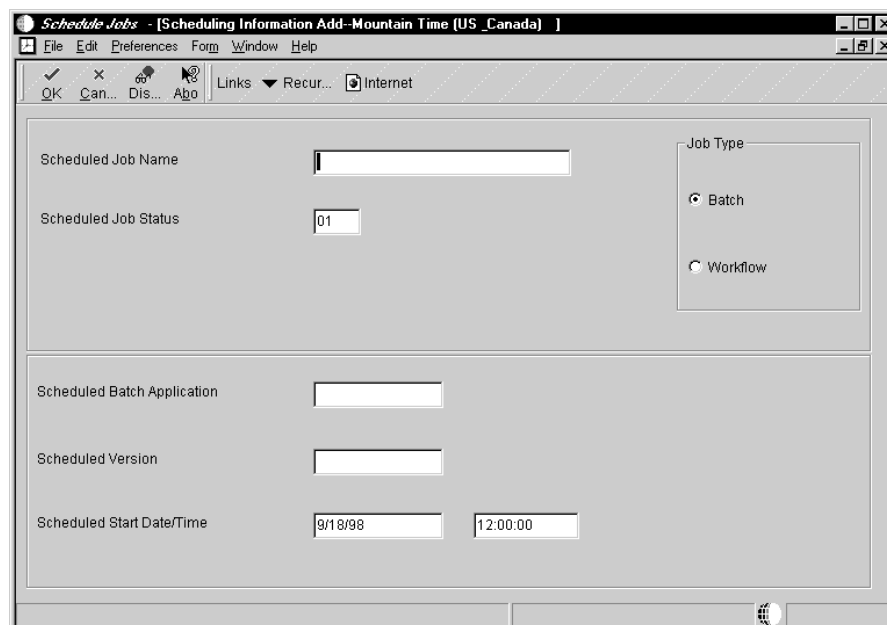 Schedule Jobs - [Scheduling Information Add--Mountain Time (US _Canada) ]
File Edit Preferences Form Window Help
OK Can... Dis... Abo Links Recur... Internet
Job Type
Scheduled Job Name
Batch
Scheduled Job Status 01
Workflow
Scheduled Batch Application
Scheduled Version
Scheduled Start Date/Time 9/18/98 12:00:00